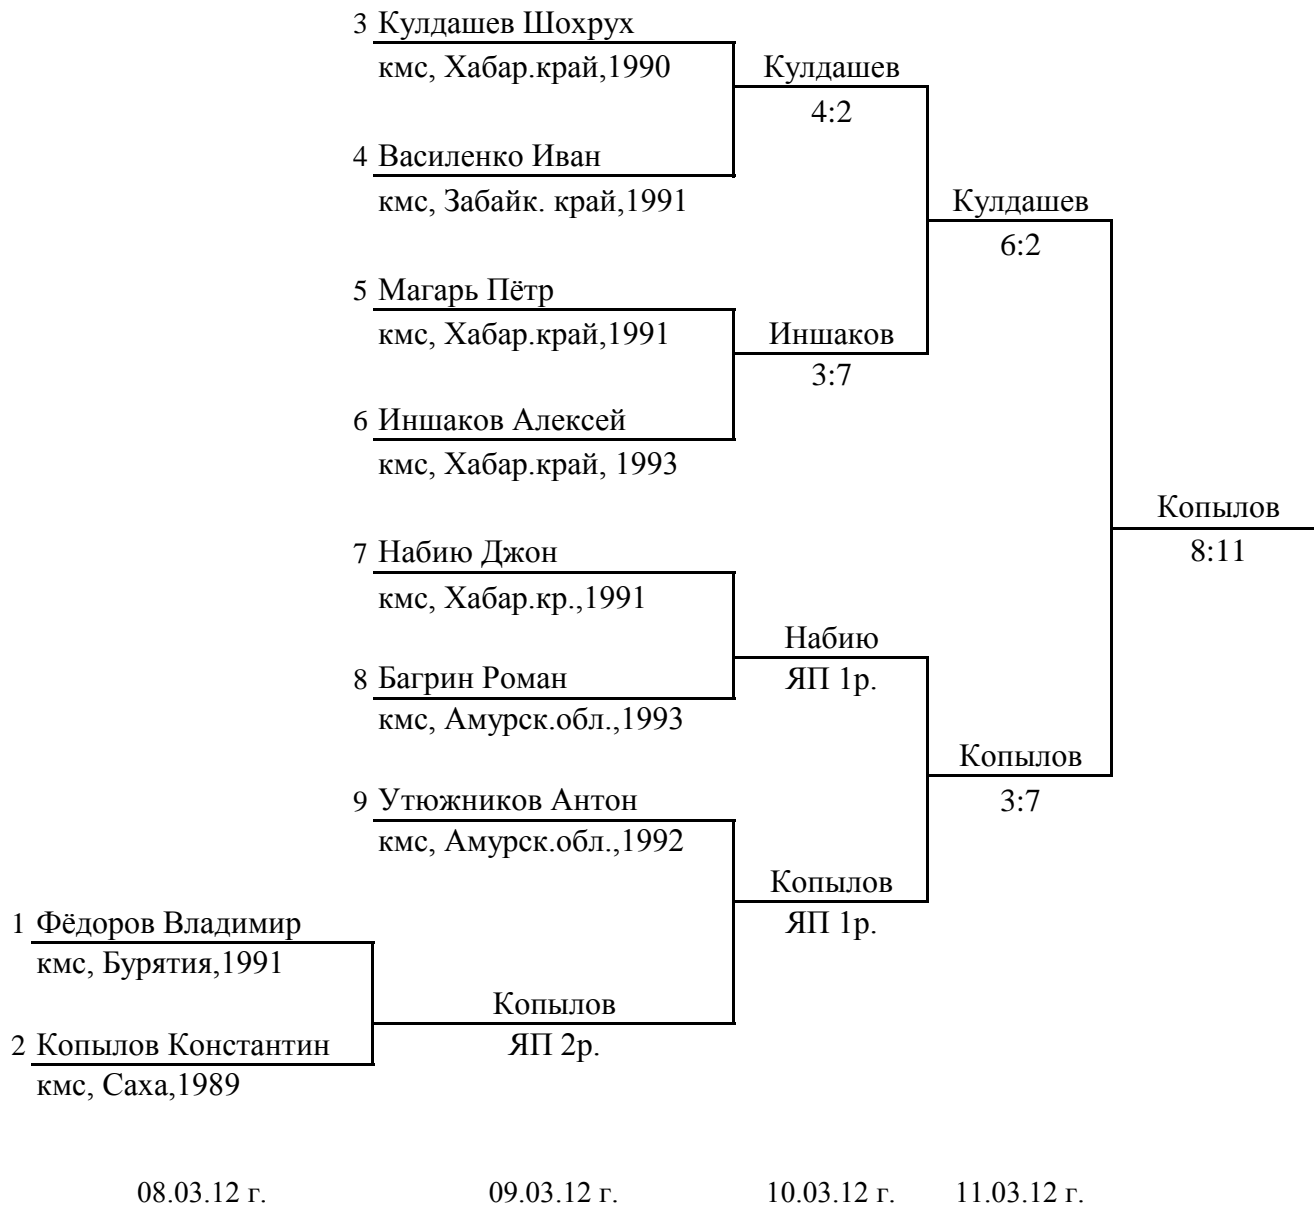 3 Кулдашев Шохрух
кмс, Хабар.край,1990
Кулдашев
4:2
4 Василенко Иван
кмс, Забайк. край,1991
Кулдашев
6:2
5 Магарь Пётр
кмс, Хабар.край,1991
Иншаков
3:7
6 Иншаков Алексей
кмс, Хабар.край, 1993
Копылов
8:11
7 Набию Джон
кмс, Хабар.кр.,1991
Набию
ЯП 1р.
8 Багрин Роман
кмс, Амурск.обл.,1993
Копылов
3:7
9 Утюжников Антон
кмс, Амурск.обл.,1992
Копылов
ЯП 1р.
1 Фёдоров Владимир
кмс, Бурятия,1991
Копылов
ЯП 2р.
2 Копылов Константин
кмс, Саха,1989
08.03.12 г. 09.03.12 г. 10.03.12 г. 11.03.12 г.